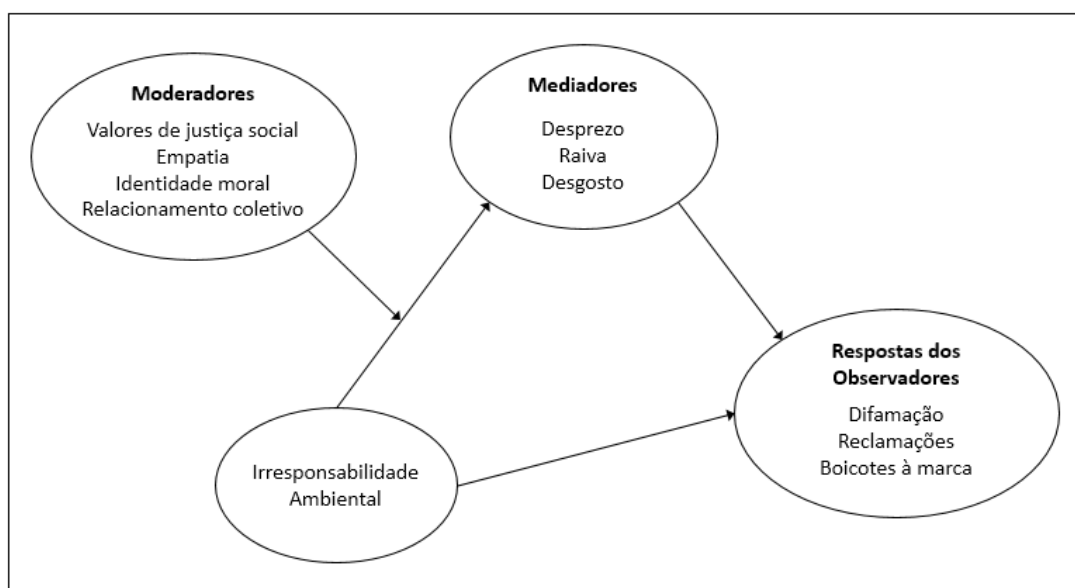 Moderadores
Valores de justiça social
Empatia
Identidade moral
Relacionamento coletivo
Mediadores
Desprezo
Raiva
Desgosto
Irresponsabilidade
Ambiental
Respostas dos
Observadores
Difamação
Reclamações
Boicotes à marca